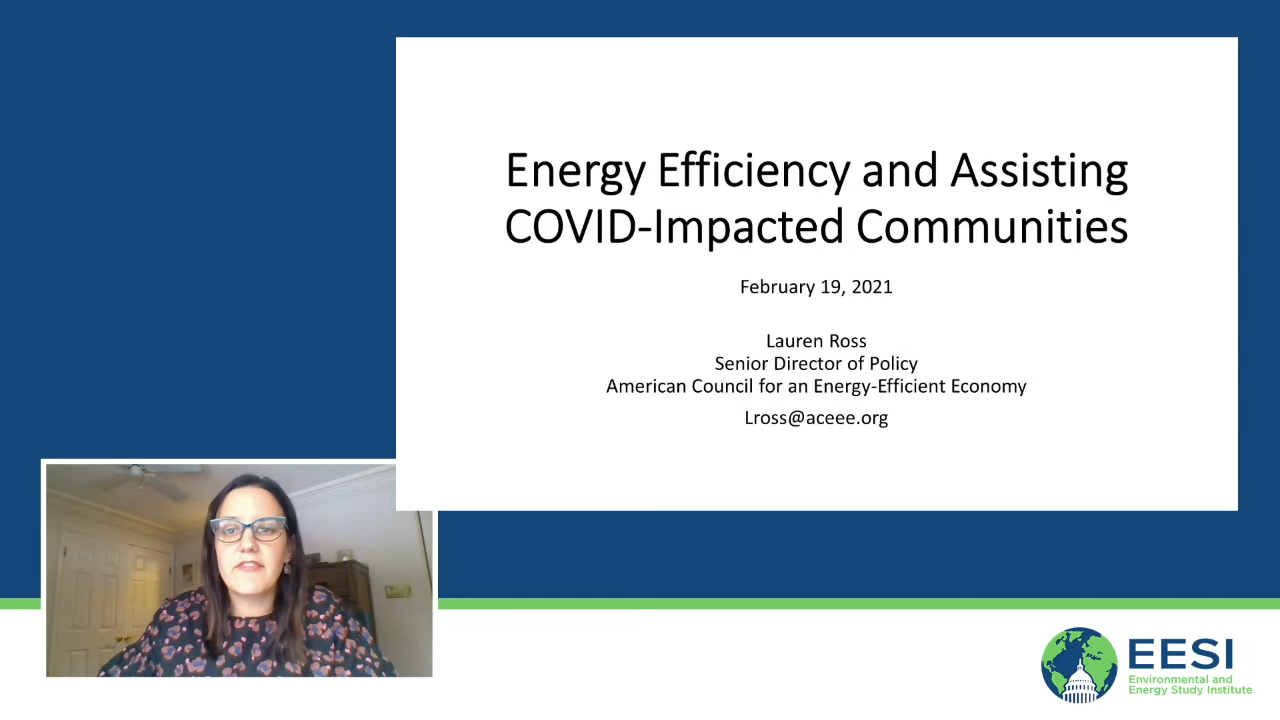 Energy Efficiency and Assisting
COVID-Impacted Communities
February 19, 2021
Lauren Ross
Senior Director of Policy
American Council for an Energy-Efficient Economy
Lross@aceee.org
EESI
Environmental and
Energy Study Institute